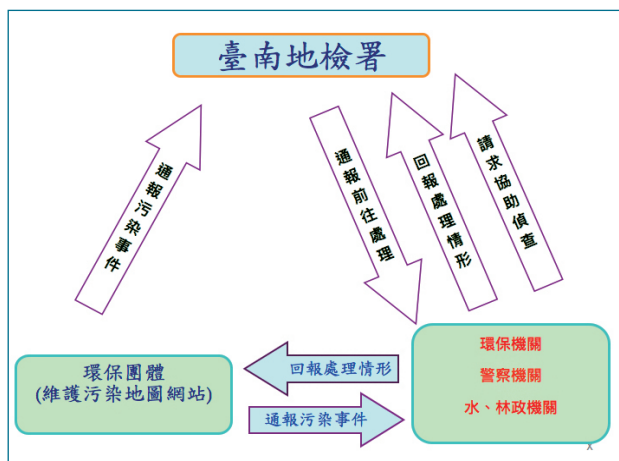 臺南地檢署
通報污染事件
通報前往處理
回報處理情形
請求協助偵查
環保團體
(維護污染地圖網站)
回報處理情形
通報污染事件
環保機關
警察機關
水、林政機關
x